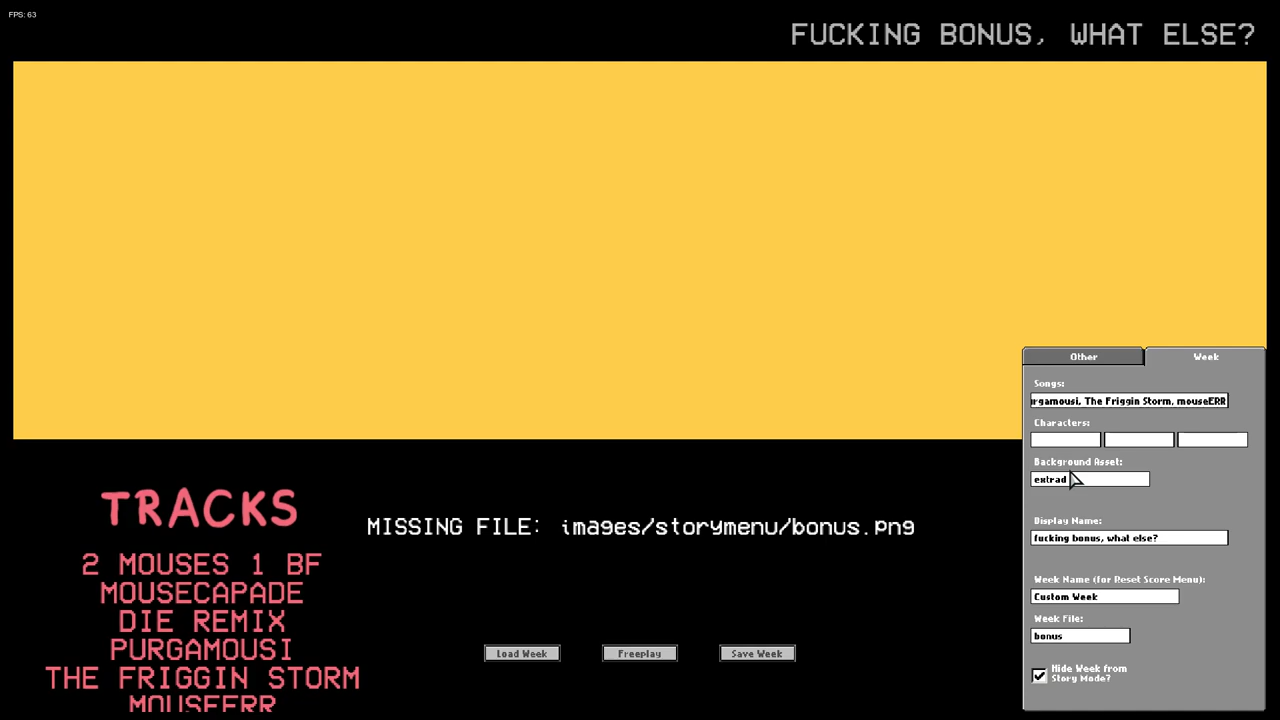 FPS: 63
FUCKING BONUS, WHAT ELSE?
Other
Week
Songs:
urgamousi, The Friggin Storm, mouseERR
Characters:
Background Asset:
extrad
Display Name:
fucking bonus, what else?
Week Name (for Reset Score Menu):
Custom Week
Week File:
bonus
Hide Week from
Story Mode?
TRACKS
2 MOUSES 1 BF
MOUSECAPADE
DIE REMIX
PURGAMOUSI
THE FRIGGIN STORM
MOUSEERR
MISSING FILE: images/storymenu/bonus.png
Load Week
Freeplay
Save Week